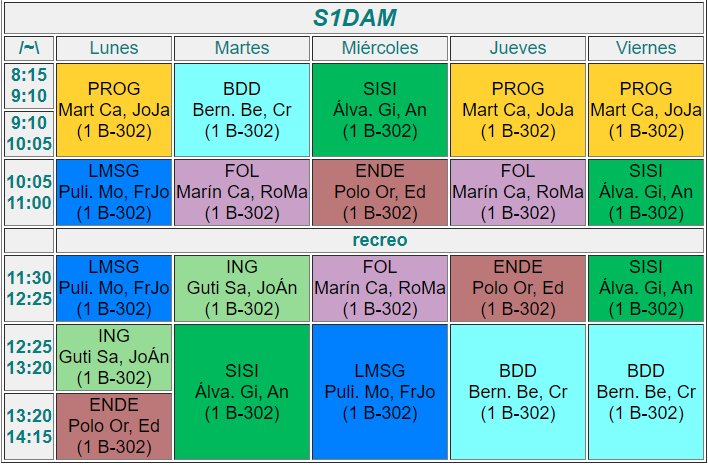 S1DAM
/~\ Lunes Martes Miércoles Jueves Viernes
8:15
9:10
PROG
Mart Ca, JoJa
(1 B-302)
BDD
Bern. Be, Cr
(1 B-302)
SISI
Álva. Gi, An
(1 B-302)
PROG
Mart Ca, JoJa
(1 B-302)
PROG
Mart Ca, JoJa
(1 B-302)
9:10
10:05
10:05
11:00
LMSG
Puli. Mo, FrJo
(1 B-302)
FOL
Marín Ca, RoMa
(1 B-302)
ENDE
Polo Or, Ed
(1 B-302)
FOL
Marín Ca, RoMa
(1 B-302)
SISI
Álva. Gi, An
(1 B-302)
recreo
11:30
12:25
LMSG
Puli. Mo, FrJo
(1 B-302)
ING
Guti Sa, JoÁn
(1 B-302)
FOL
Marín Ca, RoMa
(1 B-302)
ENDE
Polo Or, Ed
(1 B-302)
SISI
Álva. Gi, An
(1 B-302)
12:25
13:20
ING
Guti Sa, JoÁn
(1 B-302)
SISI
Álva. Gi, An
(1 B-302)
LMSG
Puli. Mo, FrJo
(1 B-302)
BDD
Bern. Be, Cr
(1 B-302)
BDD
Bern. Be, Cr
(1 B-302)
13:20
14:15
ENDE
Polo Or, Ed
(1 B-302)